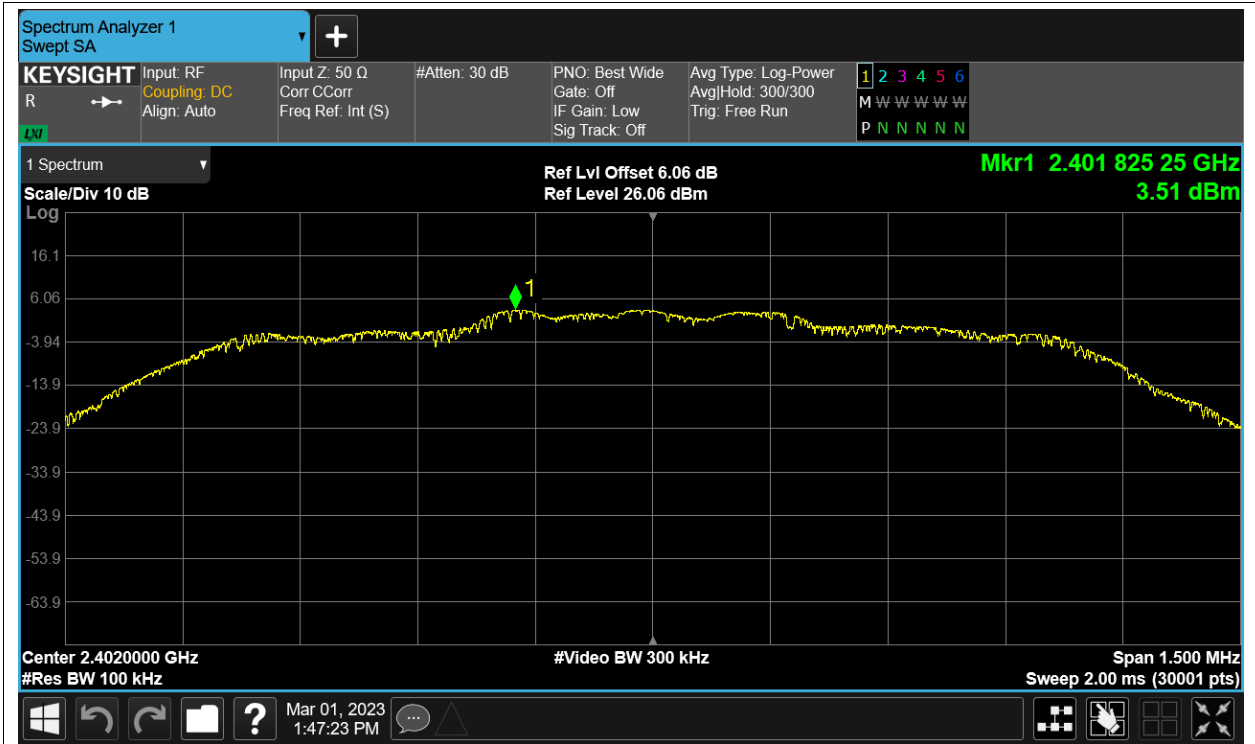 Spectrum Analyzer 1
Swept SA
KEYSIGHT
R
LXI
Input: RF
Coupling: DC
Align: Auto
Input Z: 50 Ω
Corr CCorr
Freq Ref: Int (S)
#Atten: 30 dB
PNO: Best Wide
Gate: Off
IF Gain: Low
Sig Track: Off
Avg Type: Log-Power
Avg|Hold: 300/300
Trig: Free Run
1 2 3 4 5 6
M W W W W W
P N N N N N
1 Spectrum
Scale/Div 10 dB
Log
Ref Lvl Offset 6.06 dB
Ref Level 26.06 dBm
Mkr1 2.401 825 25 GHz
3.51 dBm
16.1
6.06
-3.94
-13.9
-23.9
-33.9
-43.9
-53.9
-63.9
1
Center 2.4020000 GHz
#Res BW 100 kHz
#Video BW 300 kHz
Span 1.500 MHz
Sweep 2.00 ms (30001 pts)
?
Mar 01, 2023
1:47:23 PM